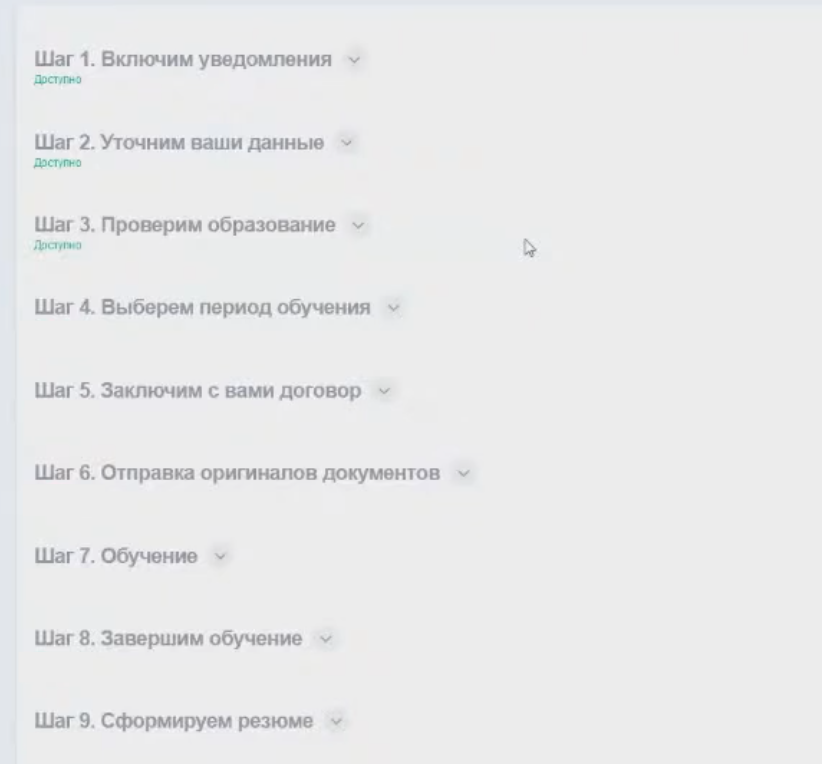 Шаг 1. Включим уведомления
Доступно
Шаг 2. Уточним ваши данные
Доступно
Шаг 3. Проверим образование
Доступно
Шаг 4. Выберем период обучения
Шаг 5. Заключим с вами договор
Шаг 6. Отправка оригиналов документов
Шаг 7. Обучение
Шаг 8. Завершим обучение
Шаг 9. Сформируем резюме